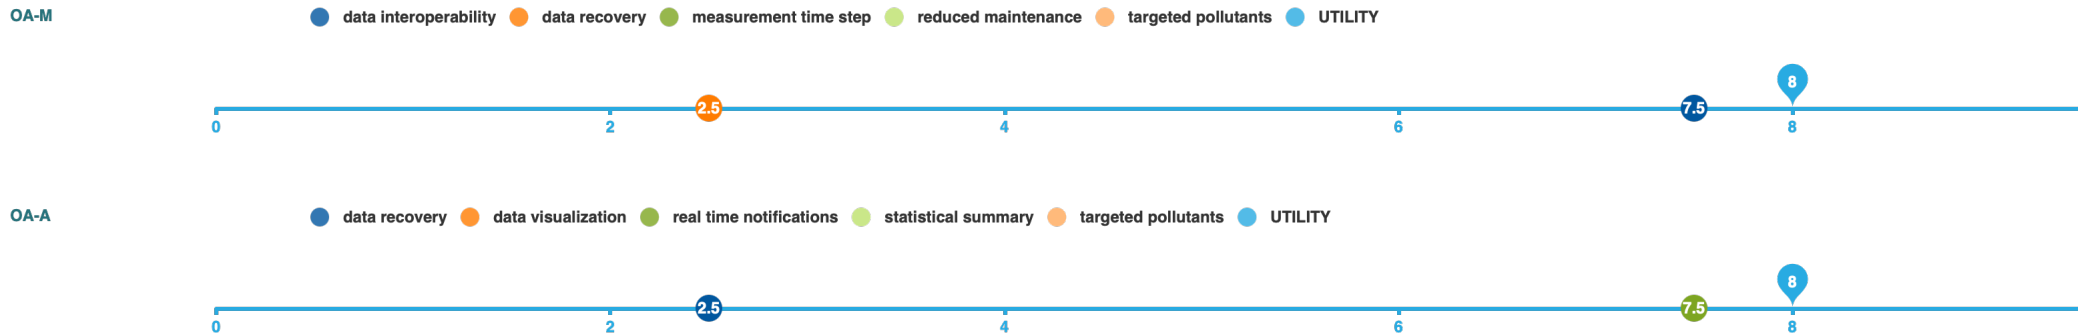 OA-M data interoperability data recovery measurement time step reduced maintenance targeted pollutants UTILITY
8
2.5 7.5
0 2 4 6 8
OA-A data recovery data visualization real time notifications statistical summary targeted pollutants UTILITY
8
2.5 7.5
0 2 4 6 8